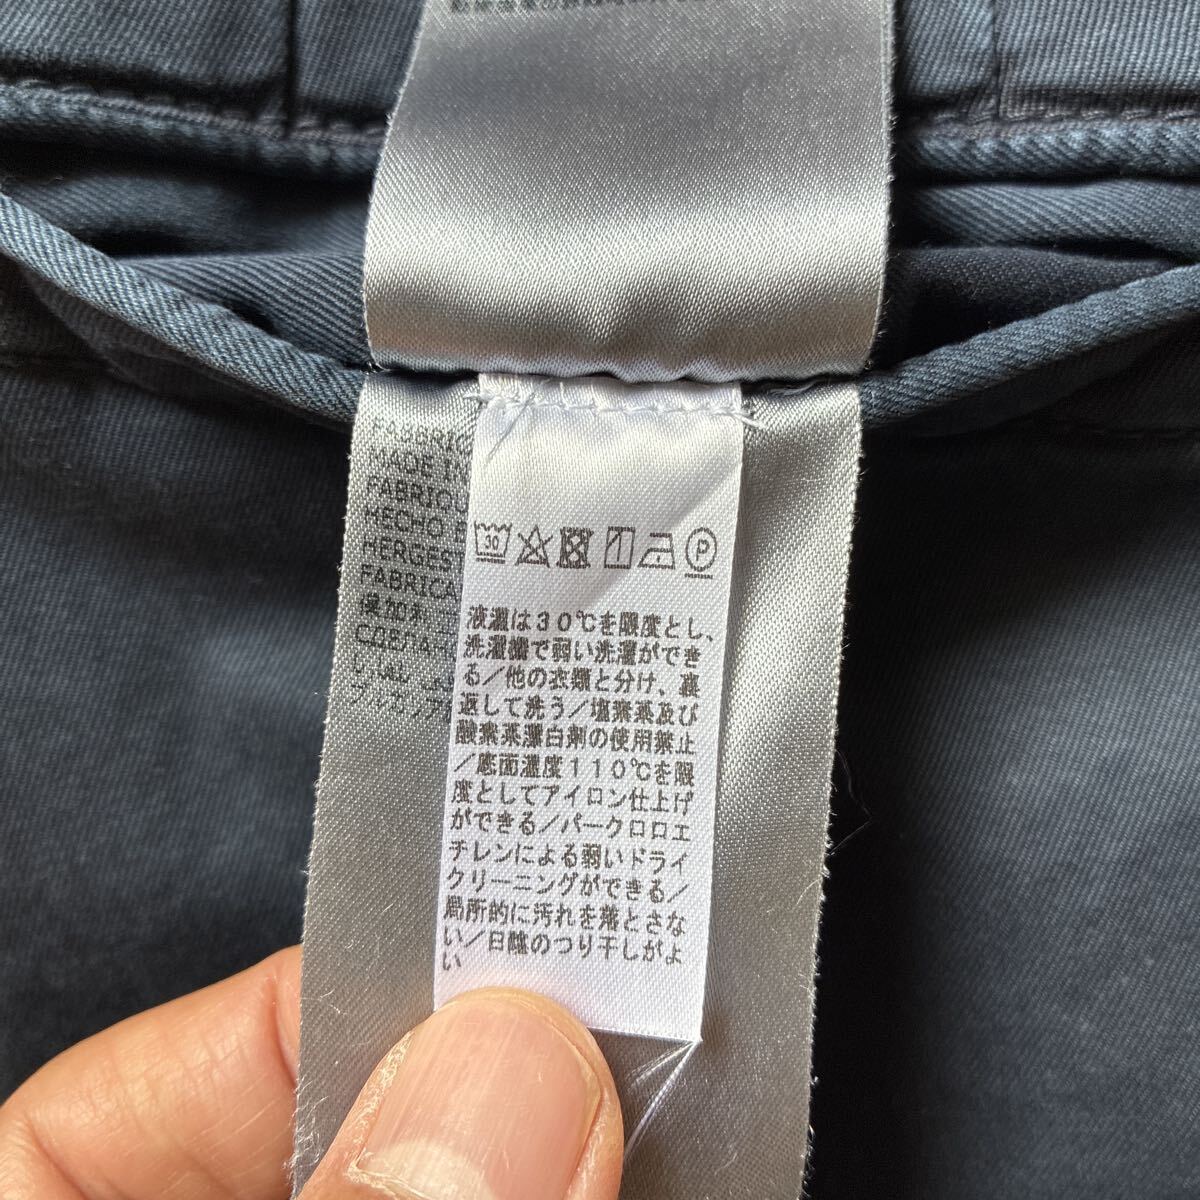 FABRIC
MADE IN
FABRIQU
HECHO E
HERGEST
FABRICA
СДЕЛАН
ブルガリア
30
P
液温は30℃を限度とし、
洗濯機で弱い洗濯ができ
る/他の衣類と分け、裏
返して洗う/塩素系及び
酸素系漂白剤の使用禁止
/底面温度110℃を限
度としてアイロン仕上げ
ができる/パークロロエ
チレンによる弱いドライ
クリーニングができる/
局所的に汚れを落とさな
い/日陰のつり干しがよ
い